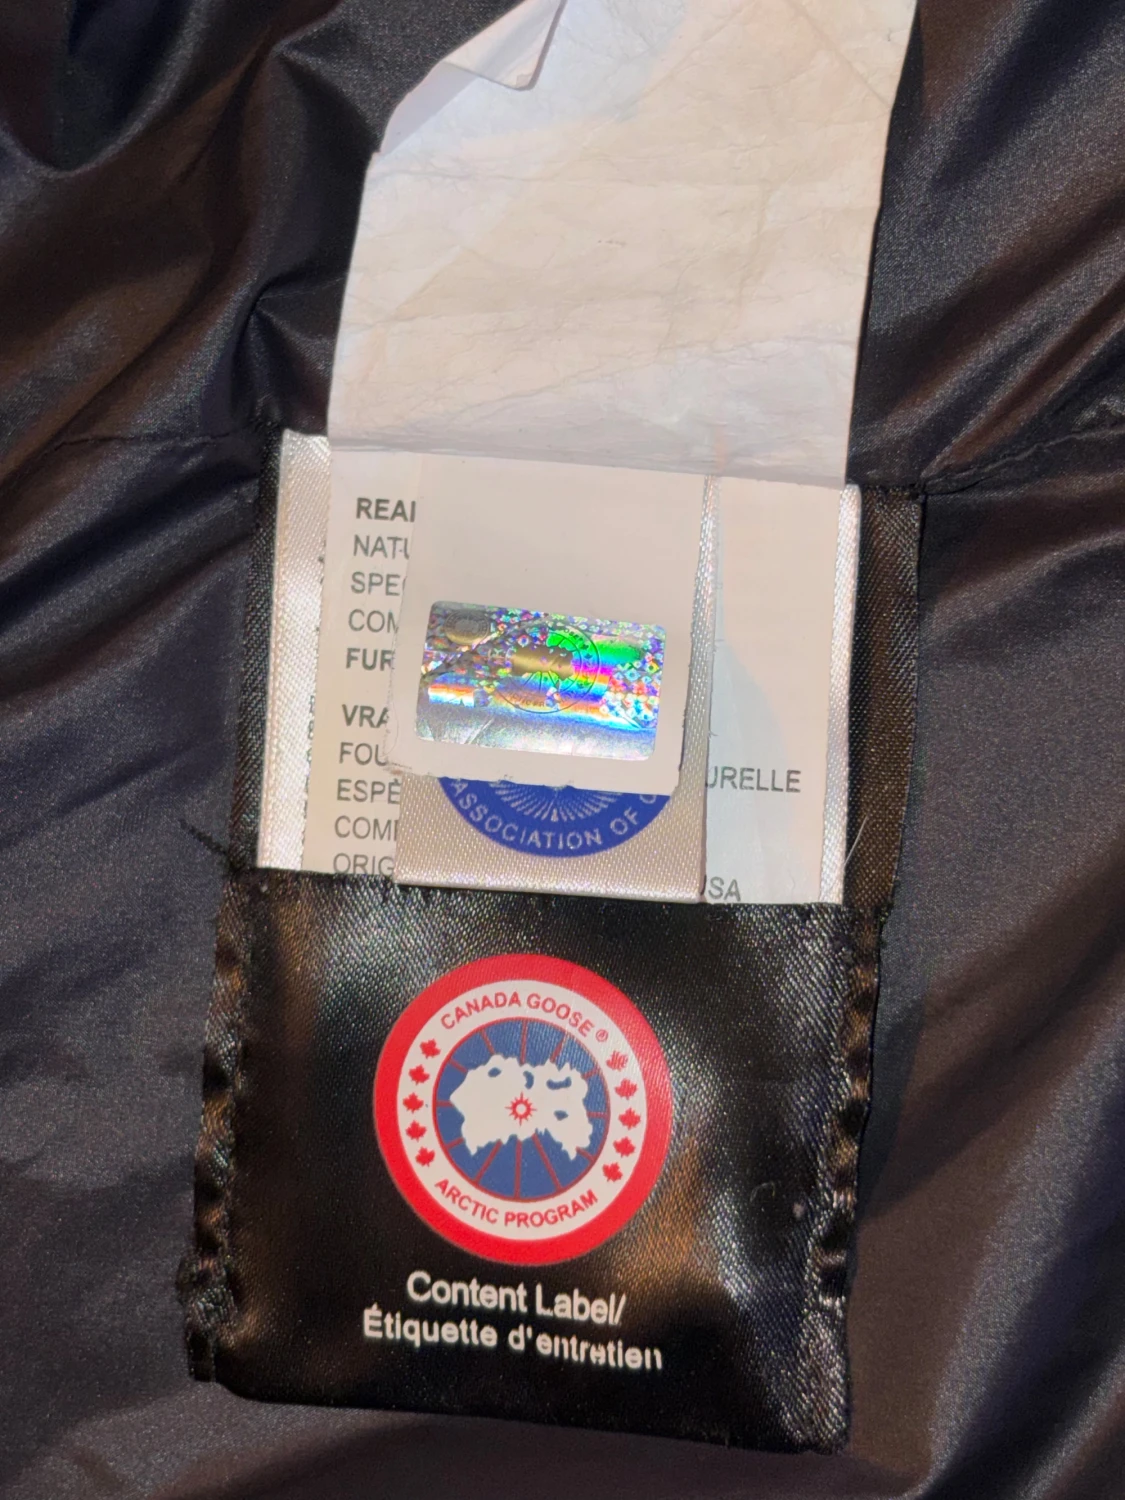 REAL
NATU
SPEC
COM
FUR
VRA
FOU
URELLE
ESPÈ
COM
ORIG
USA
ASSOCIATION OF C
CANADA GOOSE®
ARCTIC PROGRAM
Content Label/
Étiquette d'entretien